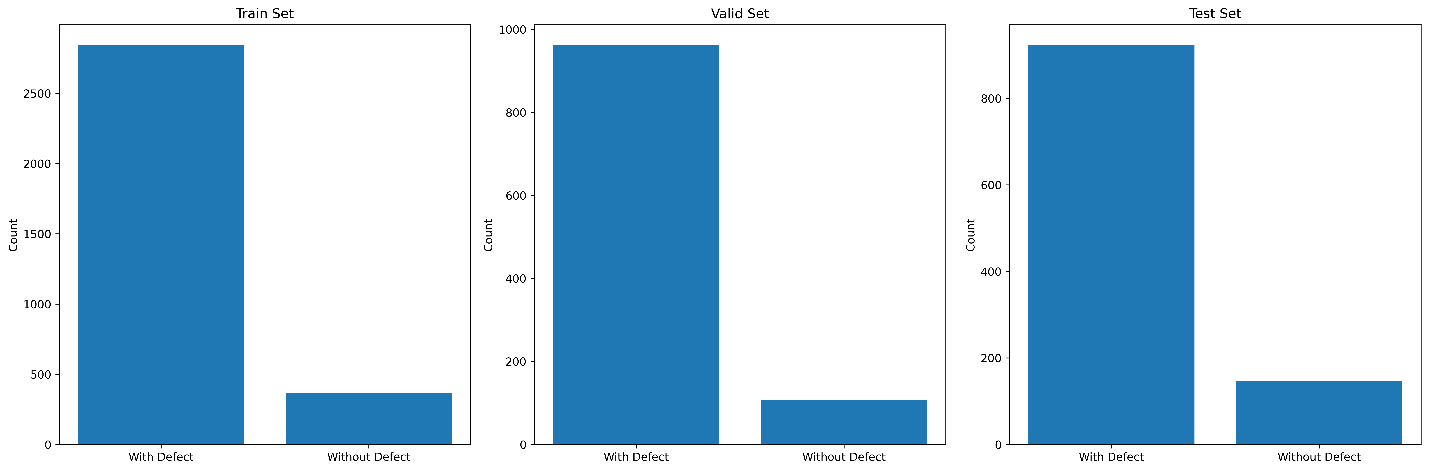 Train Set
Count
2500
2000
1500
1000
500
0
With Defect
Without Defect
Valid Set
Count
1000
800
600
400
200
0
With Defect
Without Defect
Test Set
Count
800
600
400
200
0
With Defect
Without Defect